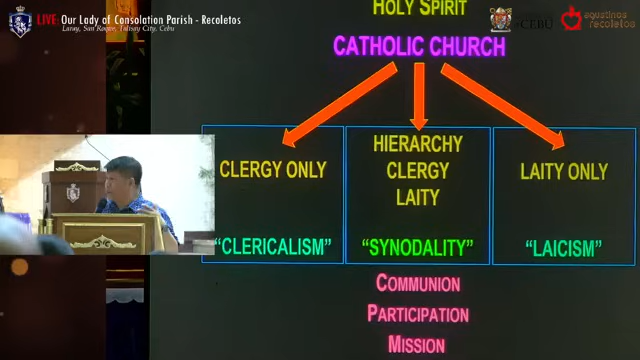 LIVE: Our Lady of Consolation Parish - Recoletos
Laray, San Roque, Talisay City, Cebu
CEBU
agustinos
recoletos
HOLY SPIRIT
CATHOLIC CHURCH
CLERGY ONLY
"CLERICALISM"
HIERARCHY
CLERGY
LAITY
"SYNODALITY"
LAITY ONLY
"LAICISM"
COMMUNION
PARTICIPATION
MISSION